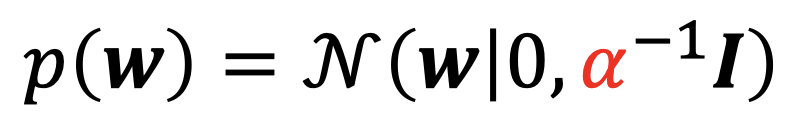 p(w) = 𝒩(w|0, α⁻¹I)